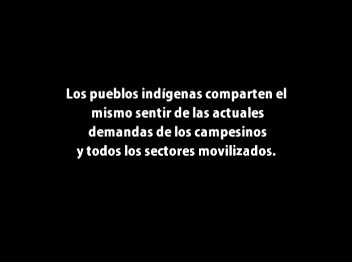 Los pueblos indígenas comparten el
mismo sentir de las actuales
demandas de los campesinos
y todos los sectores movilizados.